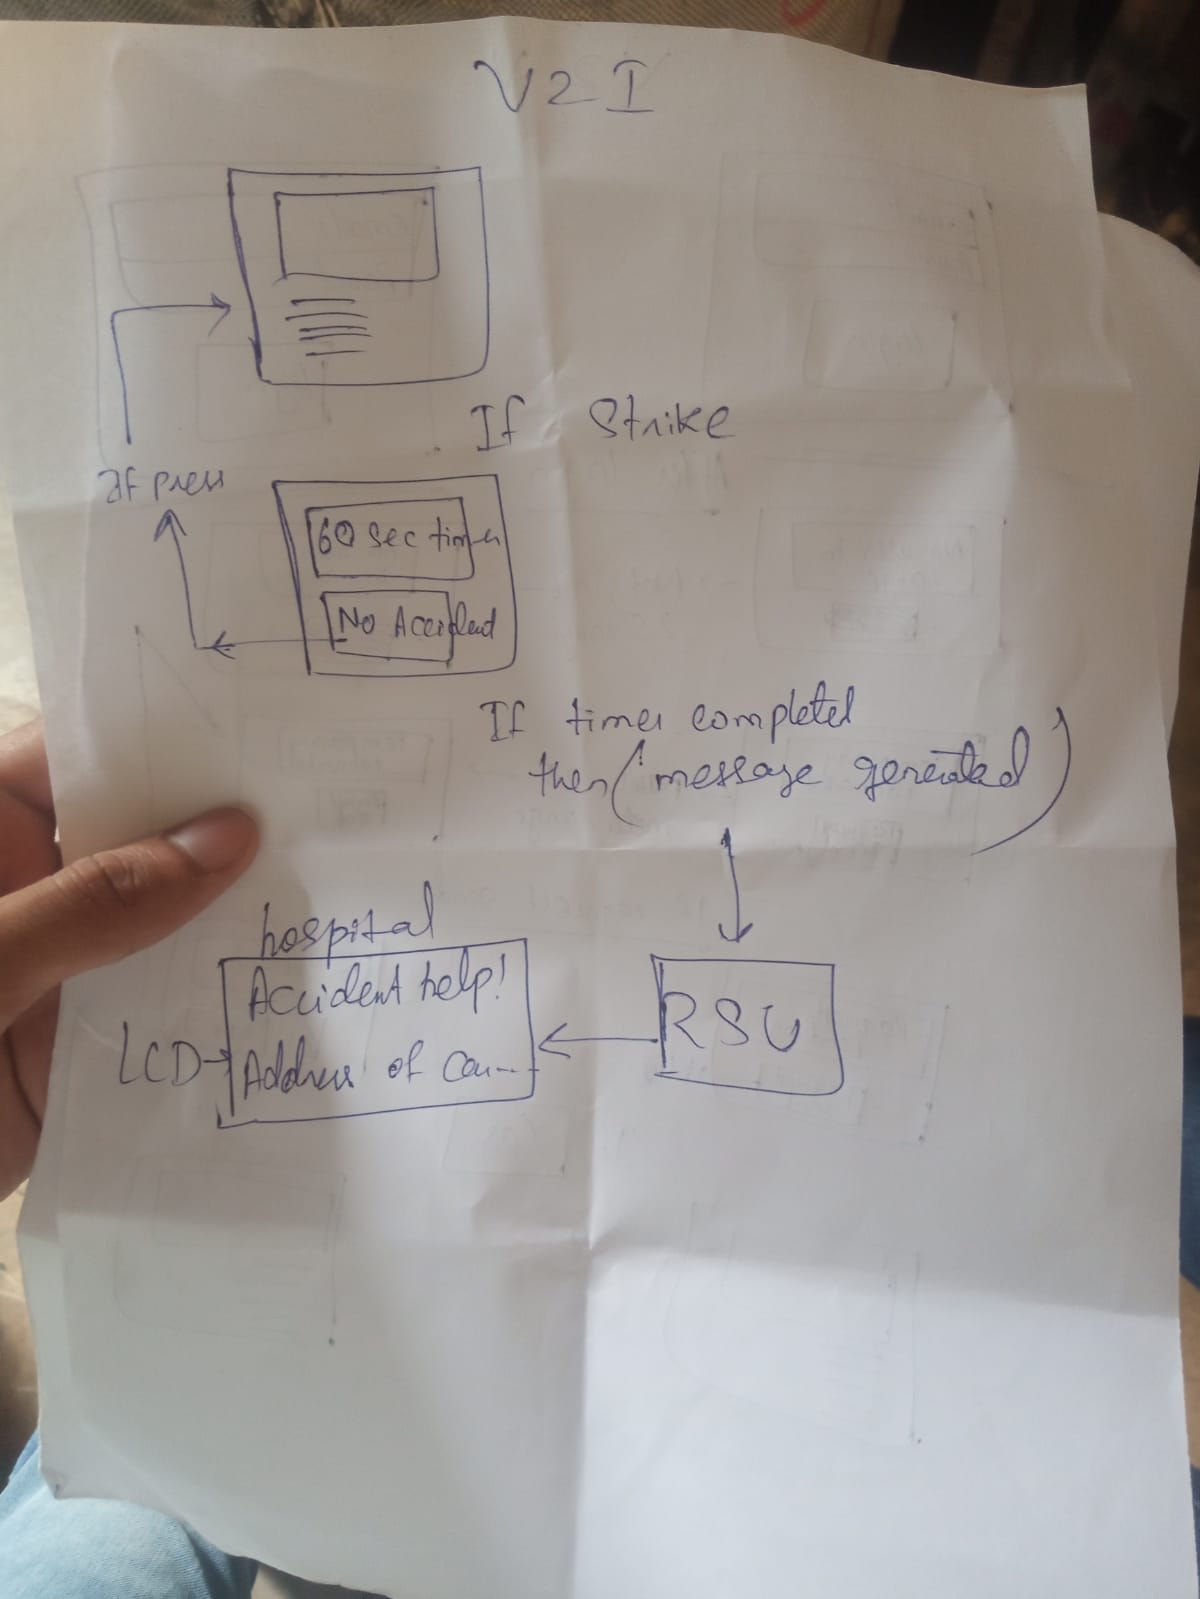 V2I
If Strike
If press
60 sec timer
No Accident
If timer completed
then (message generated)
hospital
Accident help!
LCD
Address of Car---
RSU